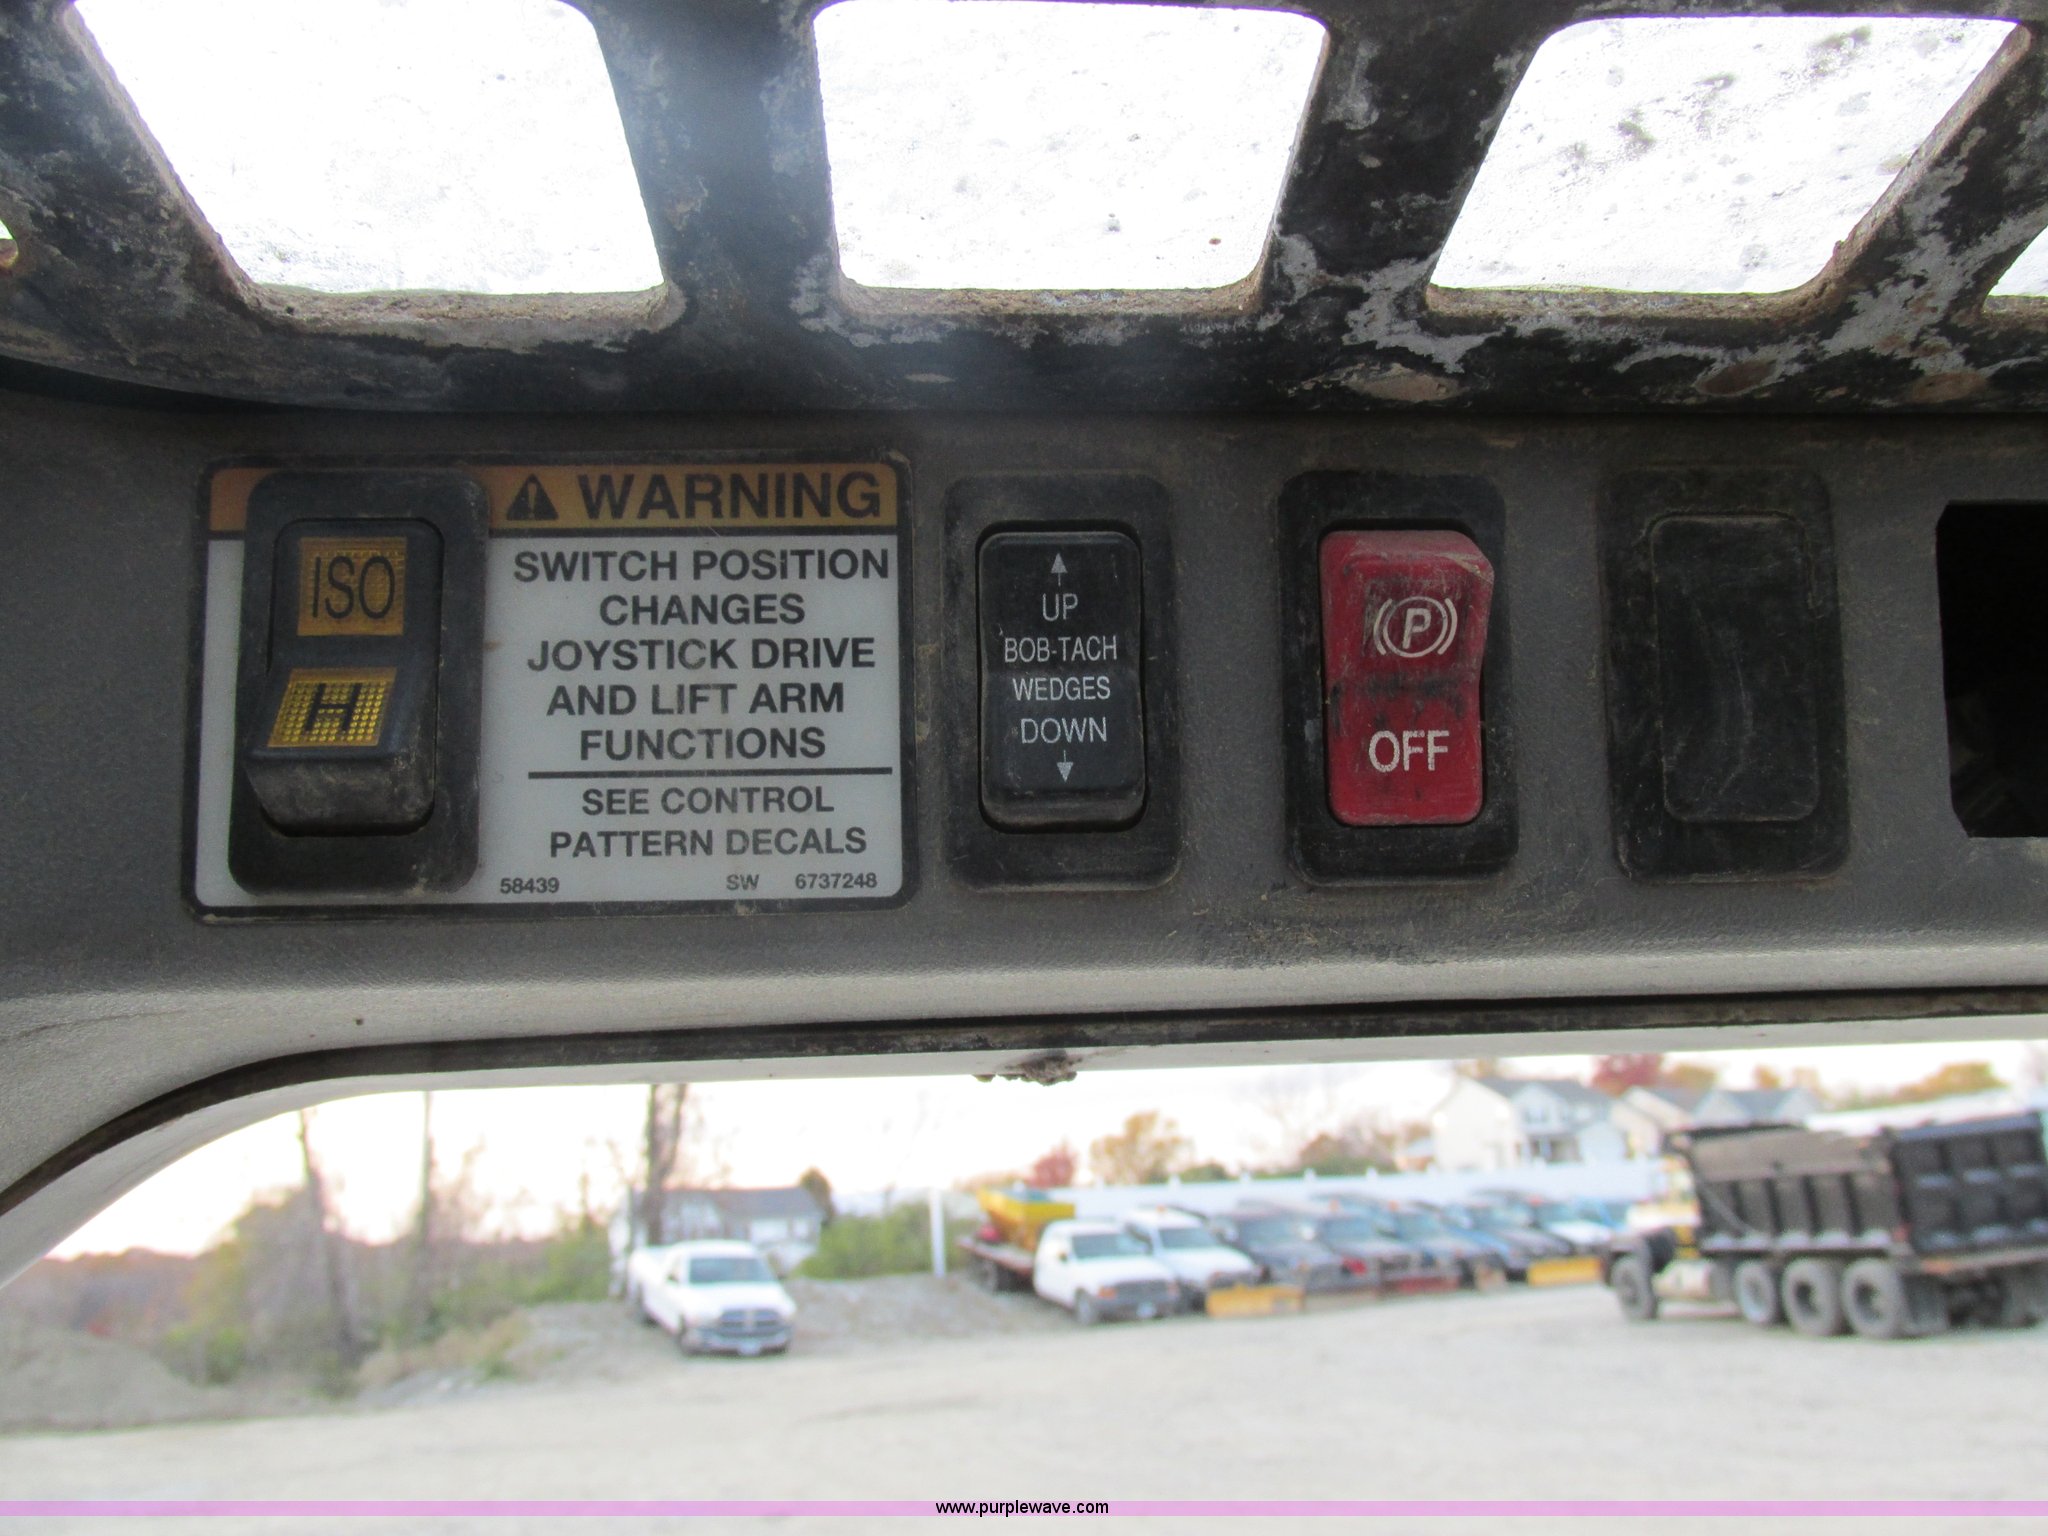 ISO
H
WARNING
SWITCH POSITION
CHANGES
JOYSTICK DRIVE
AND LIFT ARM
FUNCTIONS
SEE CONTROL
PATTERN DECALS
58439 SW 6737248
UP
BOB-TACH
WEDGES
DOWN
P
OFF
www.purplewave.com